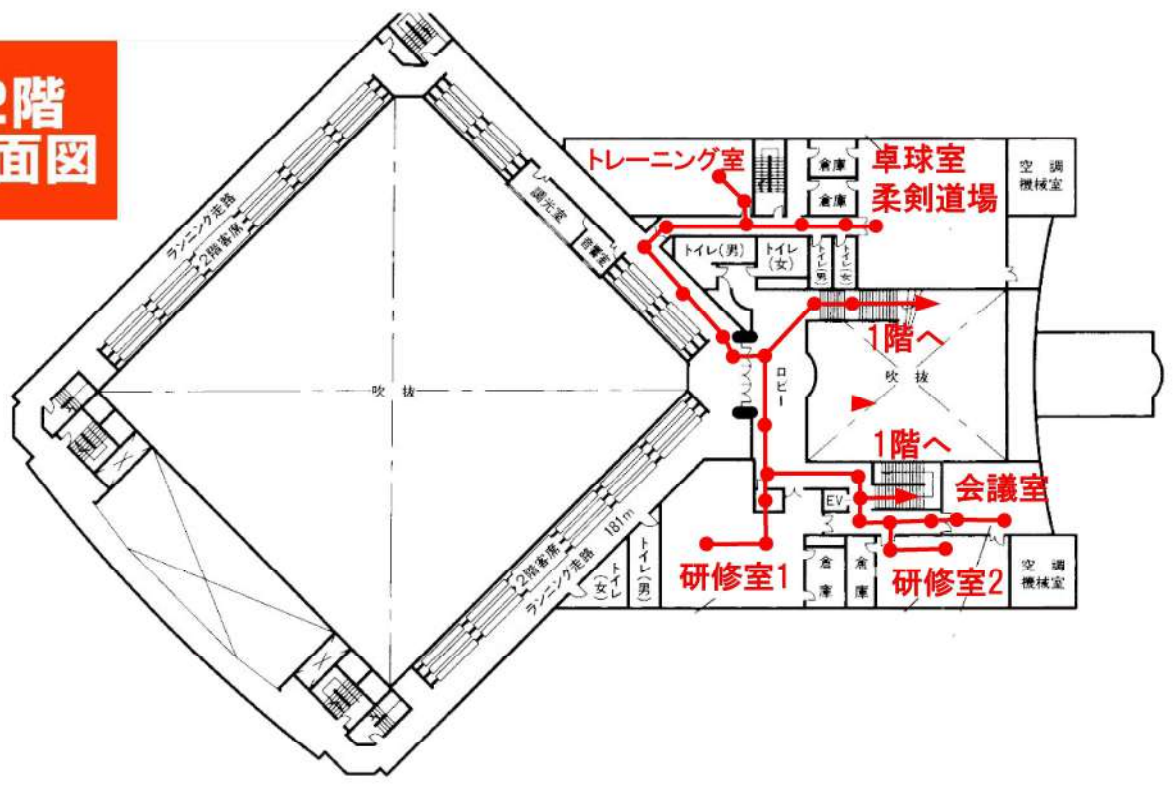 2階
面図
トレーニング室
倉庫
倉庫
卓球室
柔剣道場
空調
機械室
ランニング走路
2階客席
調光室
音響室
トイレ(男)
トイレ
(女)
トイレ
(男)
トイレ
(女)
1階へ
吹抜
ロビー
吹抜
1階へ
会議室
EV
181m
2階客席
ランニング走路
トイレ
(女)
トイレ(男)
研修室1
倉庫
倉庫
研修室2
空調
機械室